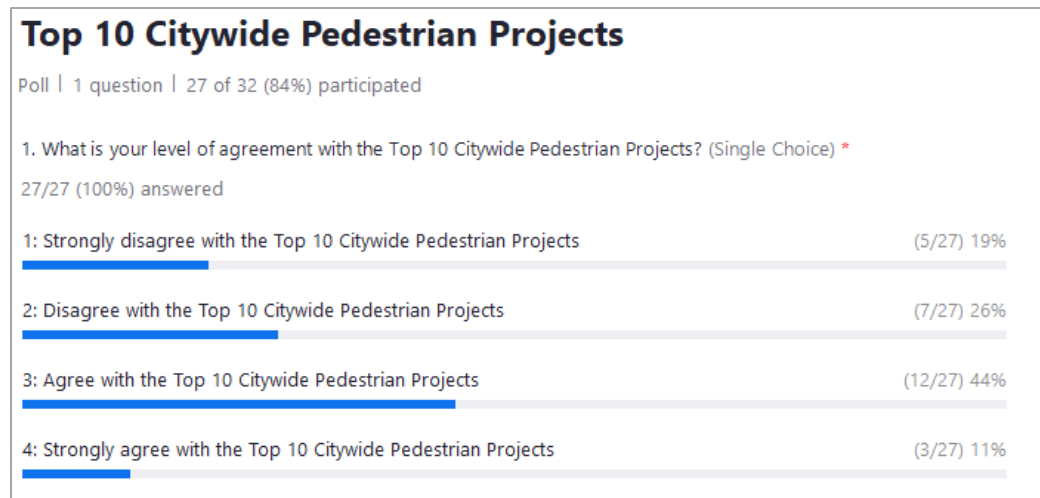 Top 10 Citywide Pedestrian Projects
Poll | 1 question | 27 of 32 (84%) participated
1. What is your level of agreement with the Top 10 Citywide Pedestrian Projects? (Single Choice) *
27/27 (100%) answered
1: Strongly disagree with the Top 10 Citywide Pedestrian Projects (5/27) 19%
2: Disagree with the Top 10 Citywide Pedestrian Projects (7/27) 26%
3: Agree with the Top 10 Citywide Pedestrian Projects (12/27) 44%
4: Strongly agree with the Top 10 Citywide Pedestrian Projects (3/27) 11%